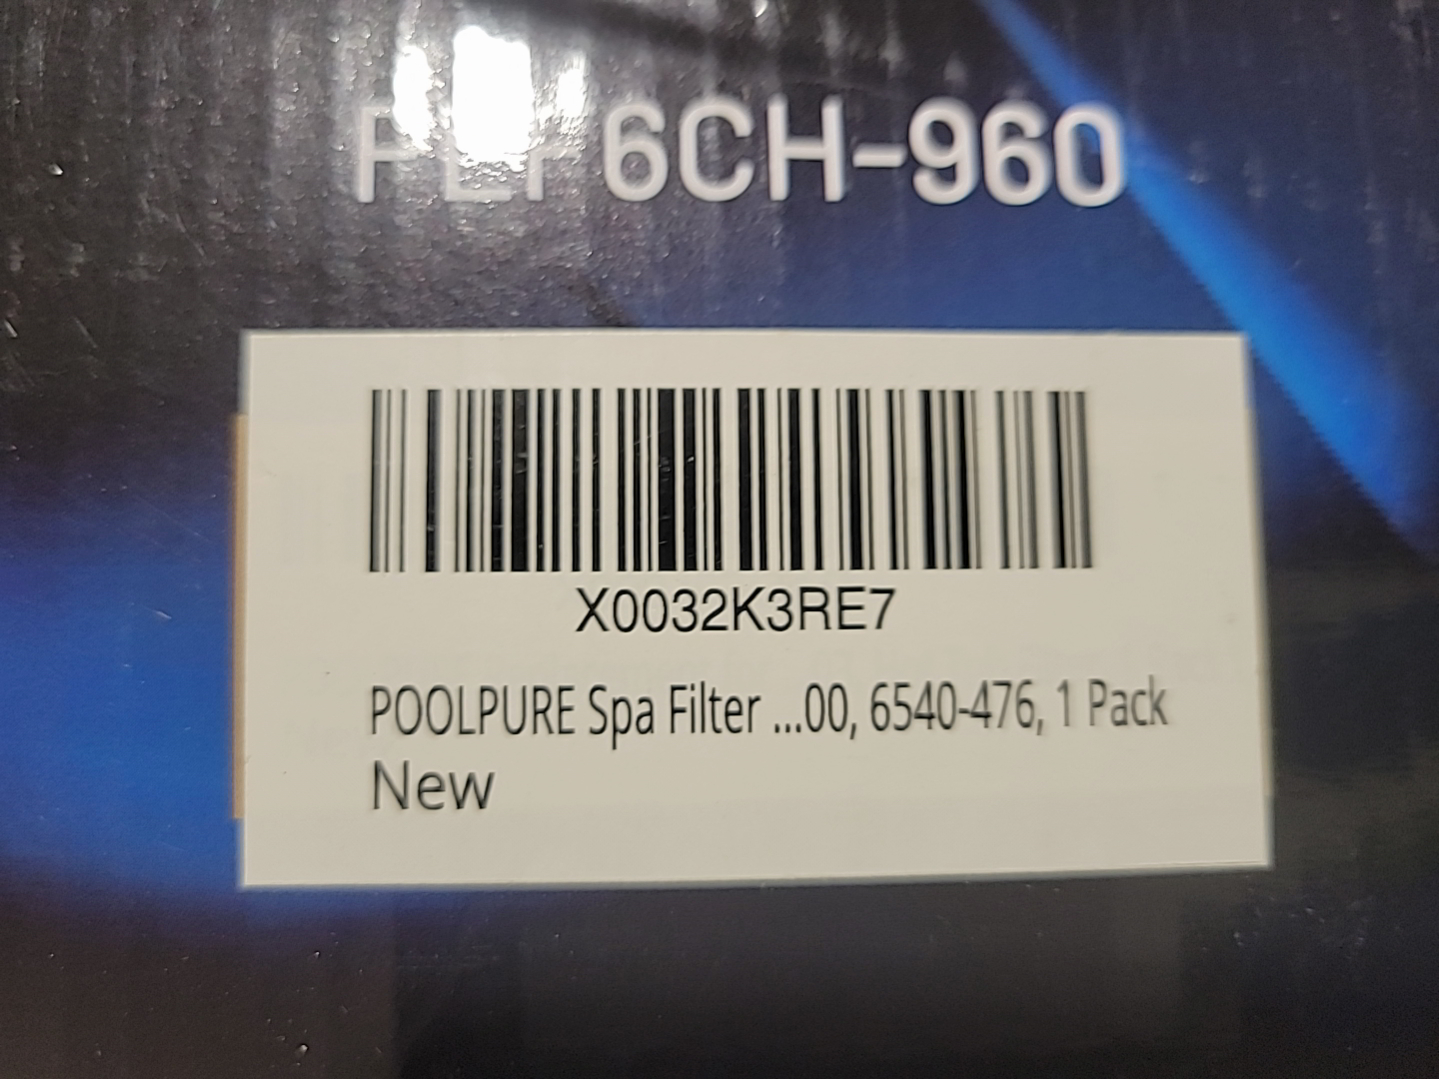 6CH-960
X0032K3RE7
POOLPURE Spa Filter ...00, 6540-476, 1 Pack
New